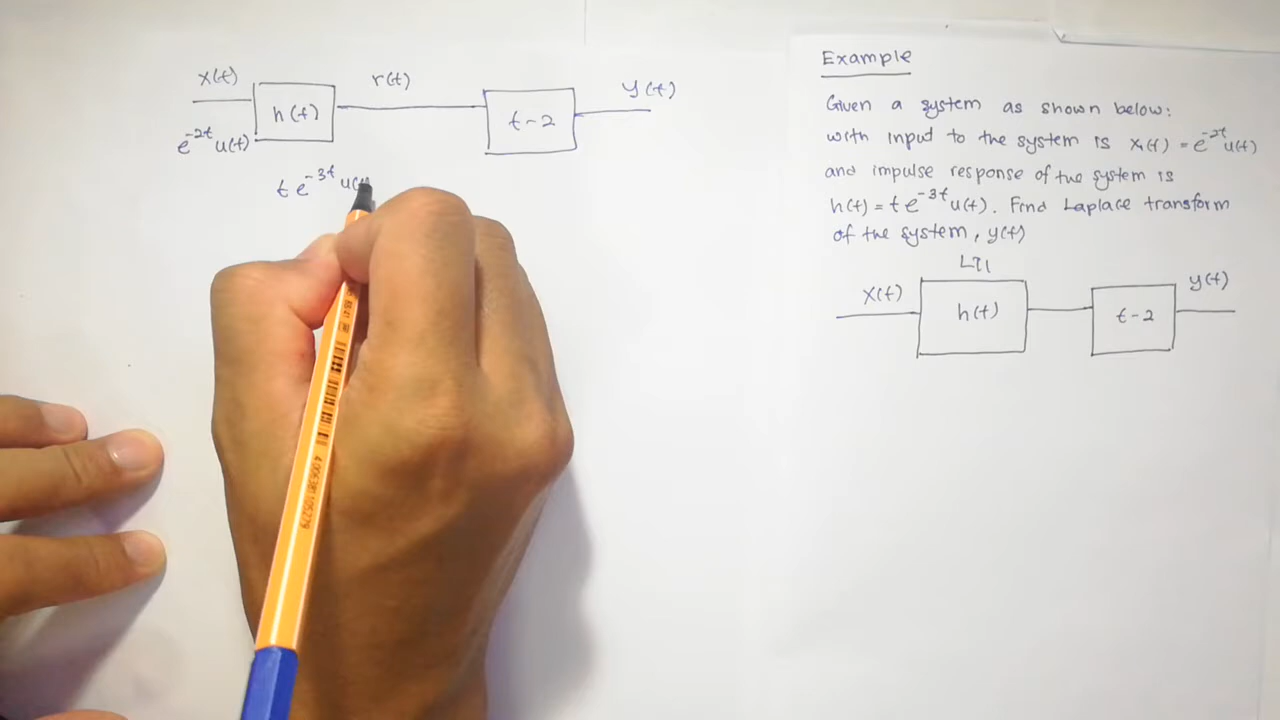 x(t)
h(t)
r(t)
t-2
y(t)
e^-2t u(t)
t e^-3t
Example
Given a system as shown below:
with input to the system is x(t) = e^-2t u(t)
and impulse response of the system is
h(t) = t e^-3t u(t). Find Laplace transform
of the system, y(t)
LTI
x(t)
h(t)
t-2
y(t)